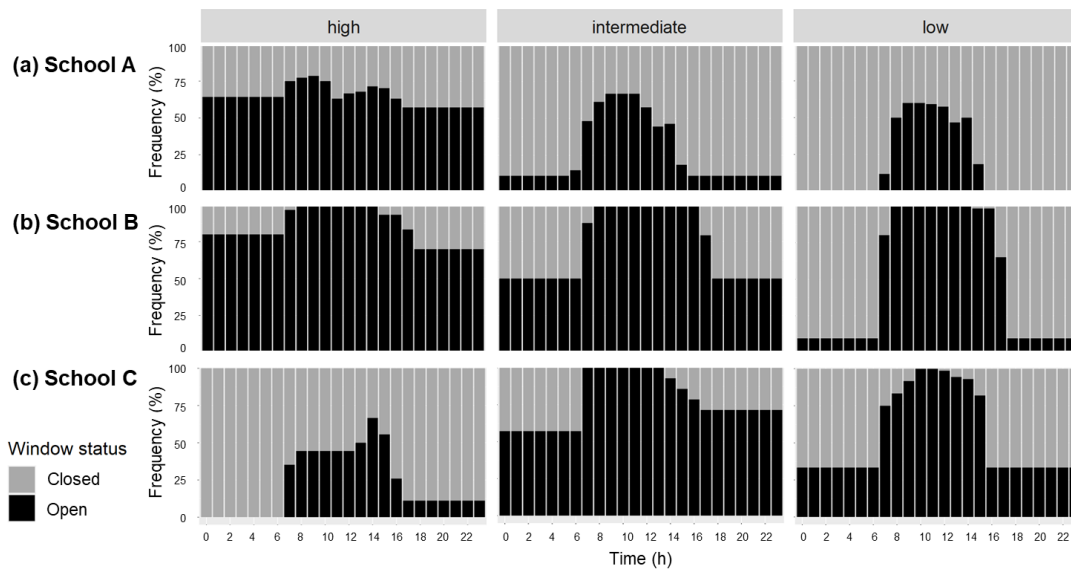 high intermediate low
(a) School A
Frequency (%)
100
75
50
25
0
(b) School B
Frequency (%)
100
75
50
25
0
(c) School C
Frequency (%)
100
75
50
25
0
Window status
Closed
Open
0 2 4 6 8 10 12 14 16 18 20 22 0 2 4 6 8 10 12 14 16 18 20 22 0 2 4 6 8 10 12 14 16 18 20 22
Time (h)